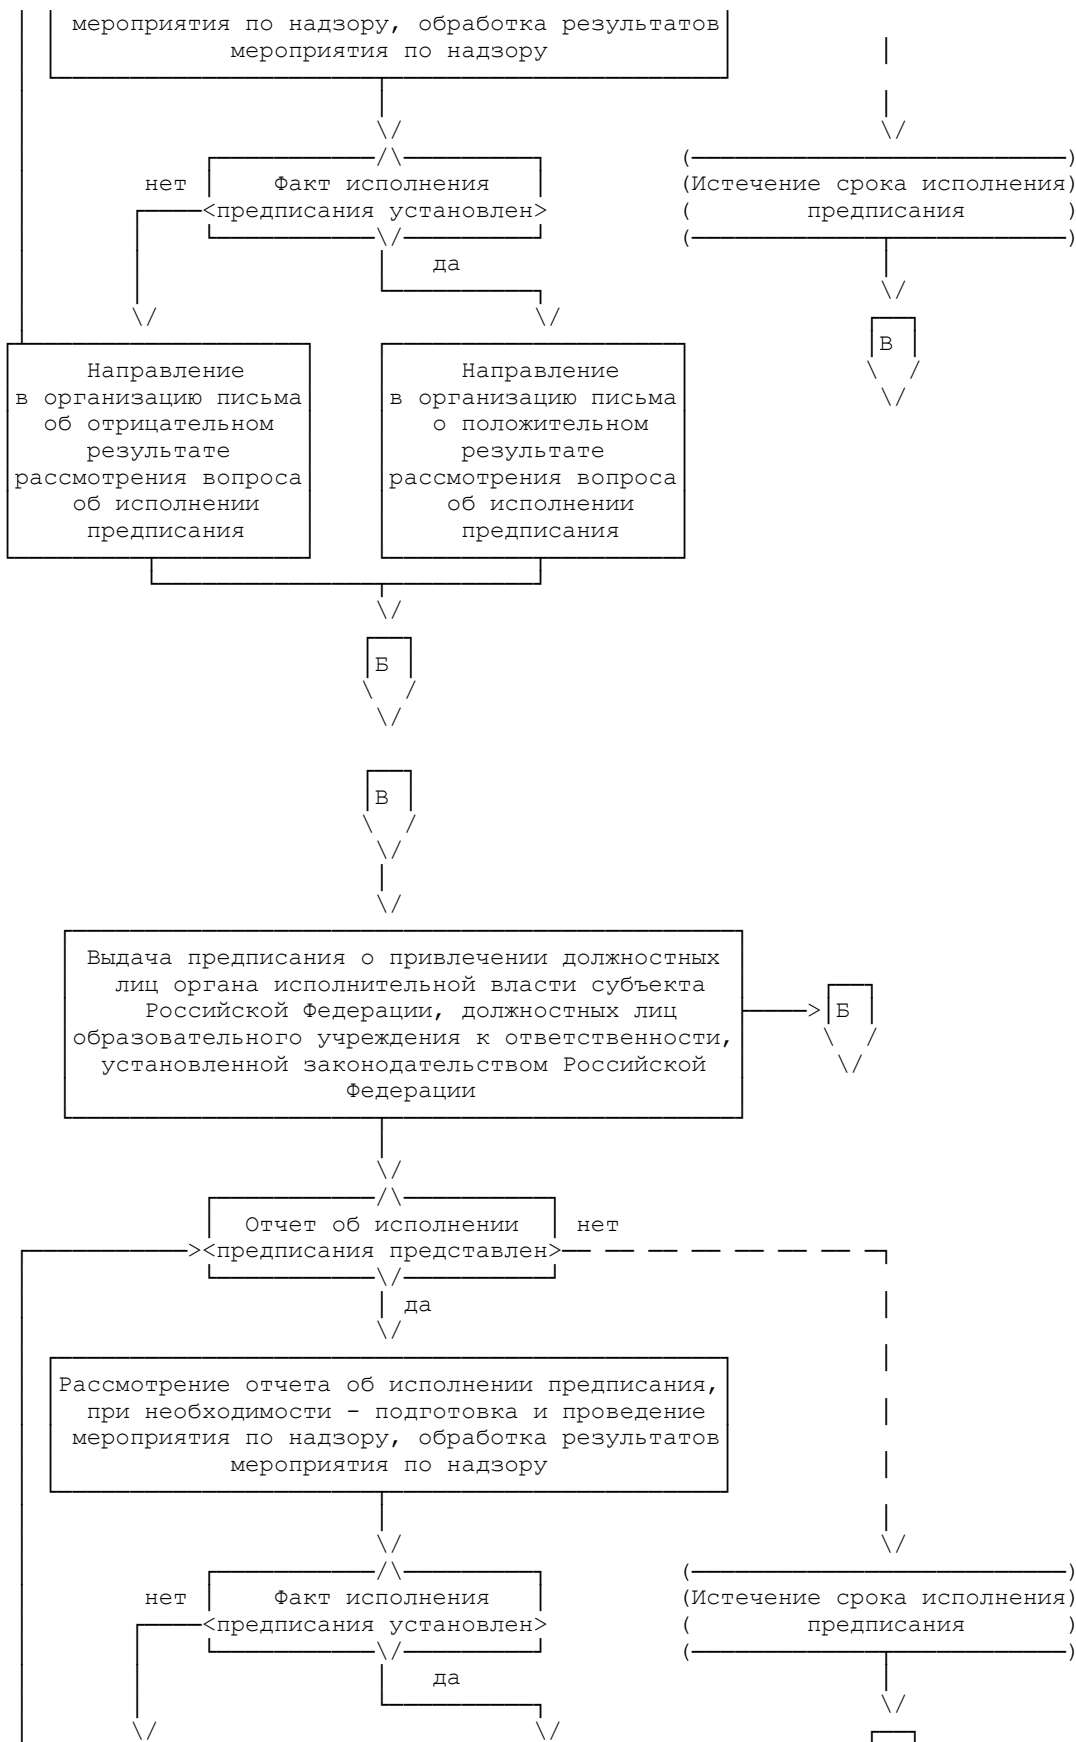 мероприятия по надзору, обработка результатов
мероприятия по надзору
нет
Факт исполнения
предписания установлен
да
(Истечение срока исполнения)
( предписания )
В
Направление
в организацию письма
об отрицательном
результате
рассмотрения вопроса
об исполнении
предписания
Направление
в организацию письма
о положительном
результате
рассмотрения вопроса
об исполнении
предписания
Б
В
Выдача предписания о привлечении должностных
лиц органа исполнительной власти субъекта
Российской Федерации, должностных лиц
образовательного учреждения к ответственности,
установленной законодательством Российской
Федерации
Б
Отчет об исполнении
предписания представлен
нет
да
Рассмотрение отчета об исполнении предписания,
при необходимости - подготовка и проведение
мероприятия по надзору, обработка результатов
мероприятия по надзору
нет
Факт исполнения
предписания установлен
да
(Истечение срока исполнения)
( предписания )